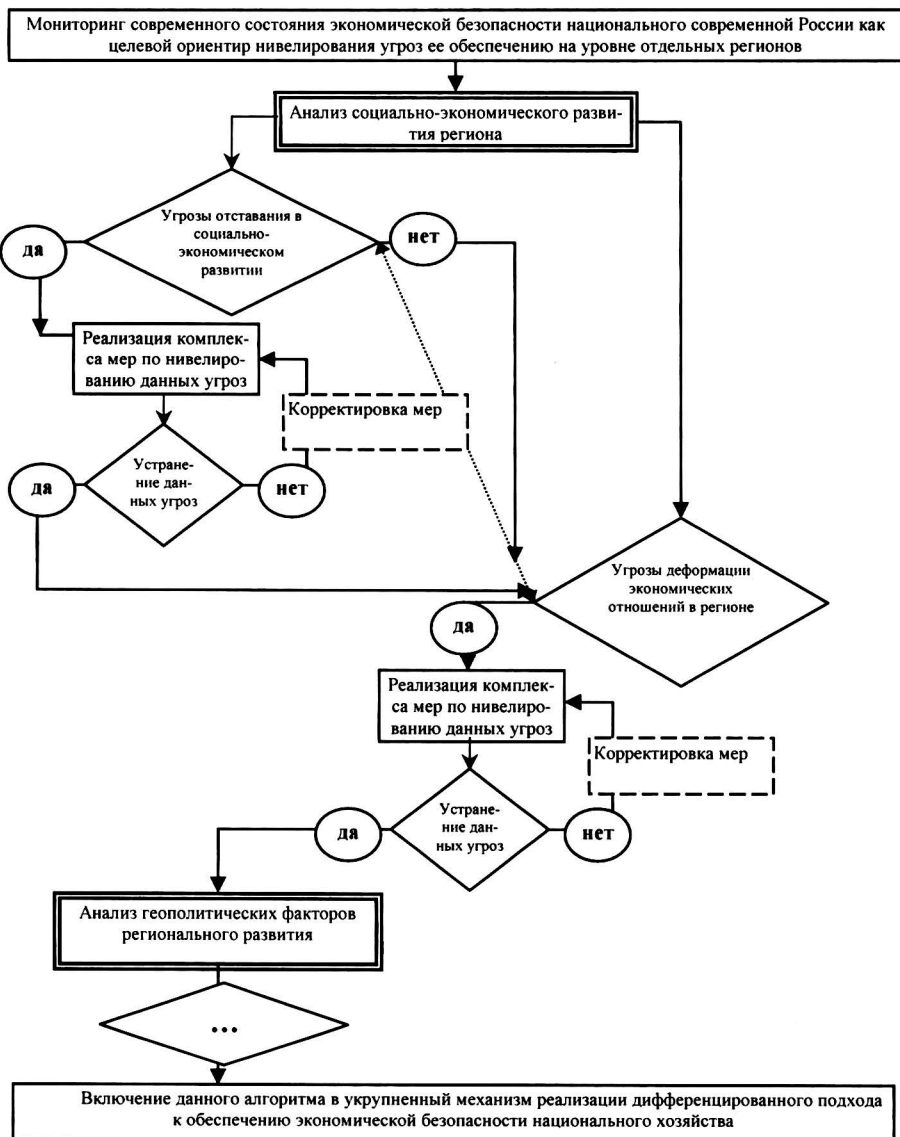 Мониторинг современного состояния экономической безопасности национального современной России как
целевой ориентир нивелирования угроз ее обеспечению на уровне отдельных регионов
Анализ социально-экономического разви-
тия региона
Угрозы отставания в
социально-
экономическом
развитии
да
нет
Реализация комплек-
са мер по нивелиро-
ванию данных угроз
Корректировка мер
Устране-
ние дан-
ных угроз
да
нет
Угрозы деформации
экономических
отношений в регионе
да
Реализация комплек-
са мер по нивелиро-
ванию данных угроз
Корректировка мер
Устране-
ние дан-
ных угроз
да
нет
Анализ геополитических факторов
регионального развития
...
Включение данного алгоритма в укрупненный механизм реализации дифференцированного подхода
к обеспечению экономической безопасности национального хозяйства